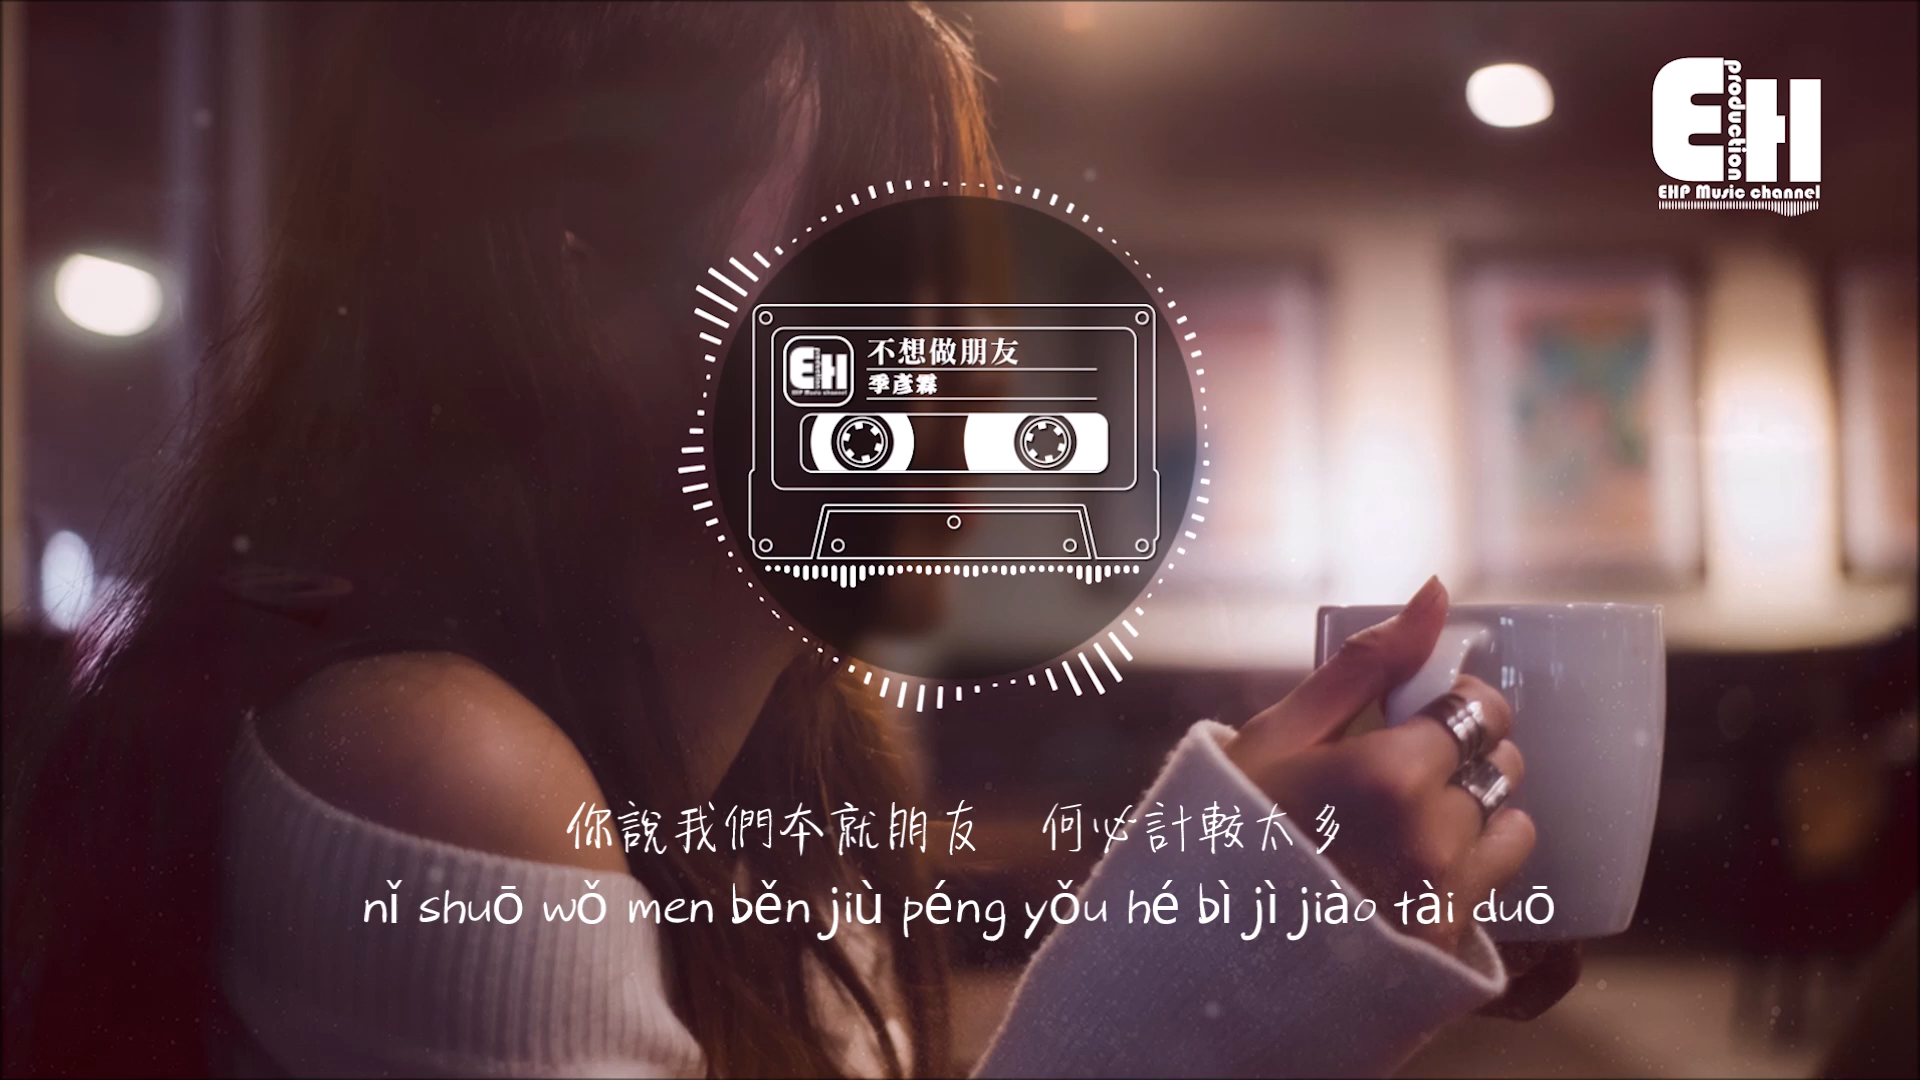 EH
production
EHP Music channel
EH
不想做朋友
季彥霖
你說我們本就朋友 何必計較太多
nǐ shuō wǒ men běn jiù péng yǒu hé bì jì jiào tài duō